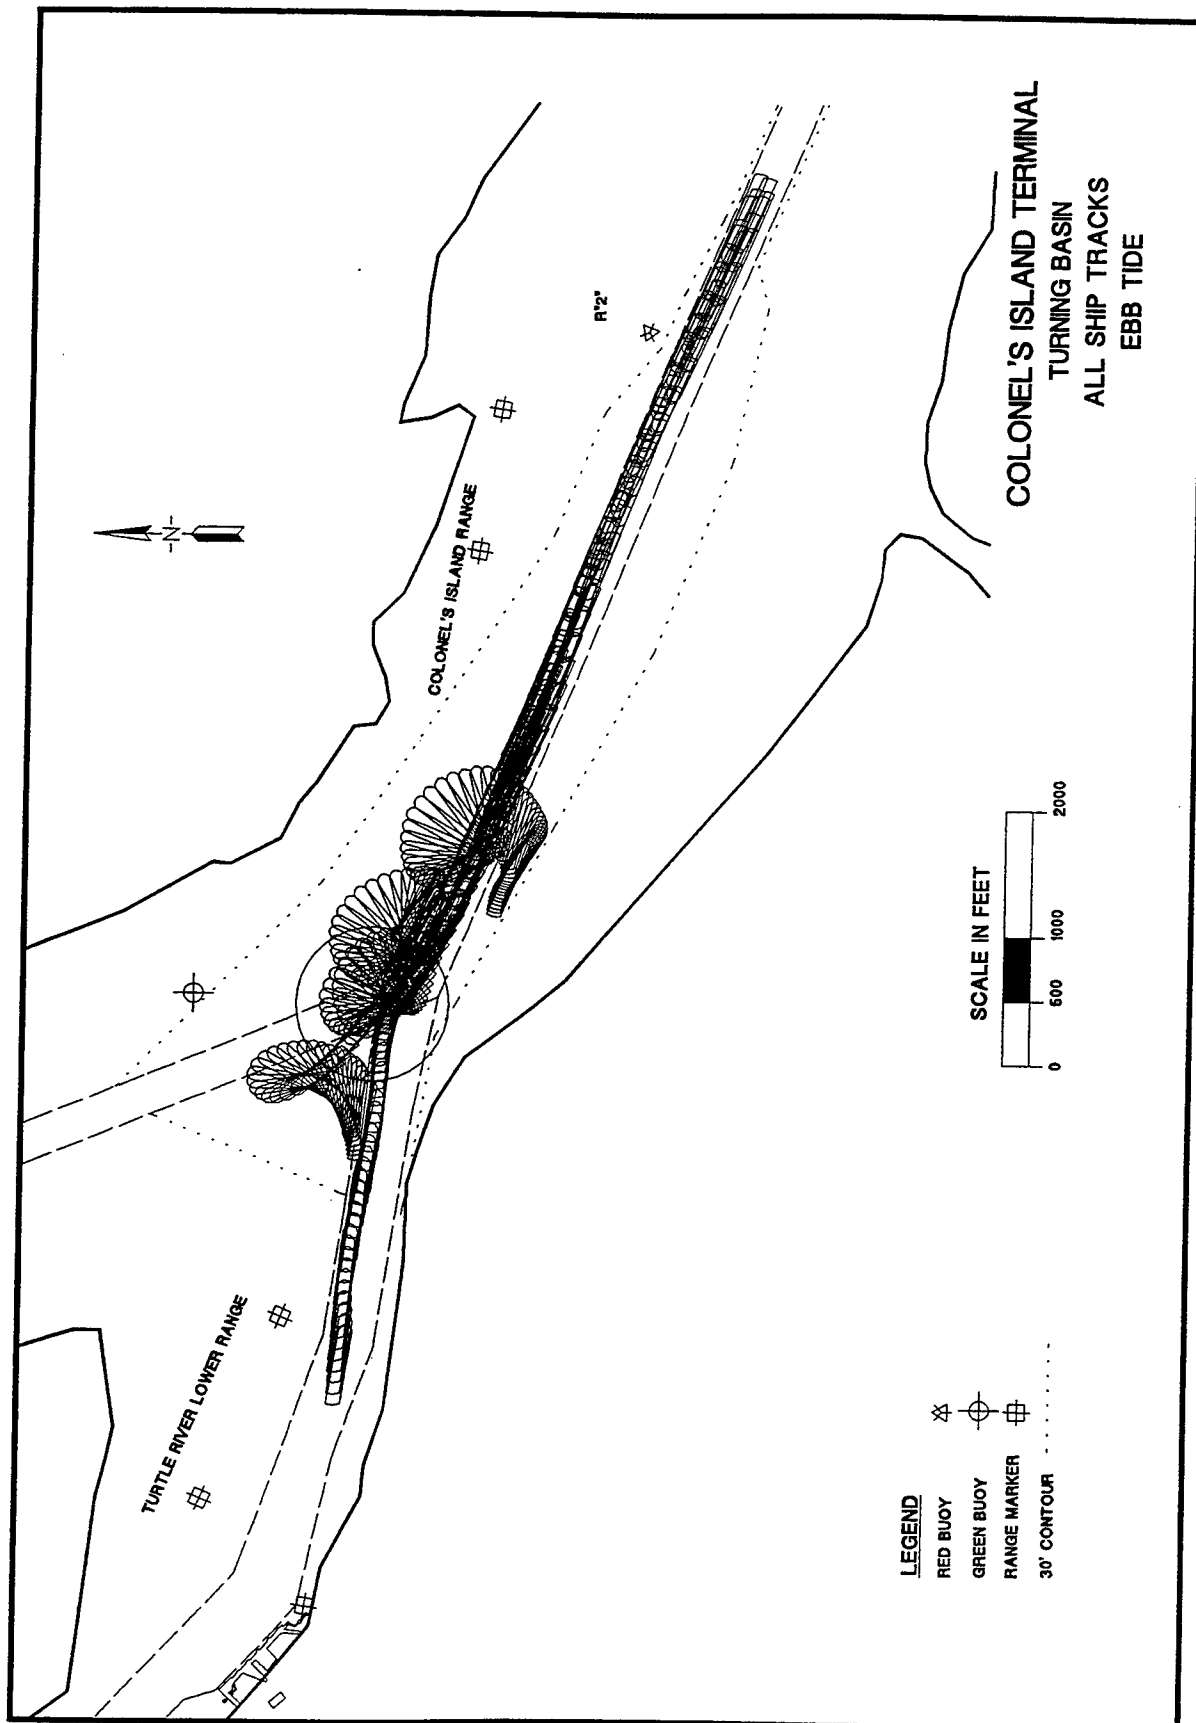 COLONEL'S ISLAND TERMINAL
TURNING BASIN
ALL SHIP TRACKS
EBB TIDE
R"2"
COLONEL'S ISLAND RANGE
-N-
TURTLE RIVER LOWER RANGE
SCALE IN FEET
0 500 1000 2000
LEGEND
RED BUOY
GREEN BUOY
RANGE MARKER
30' CONTOUR